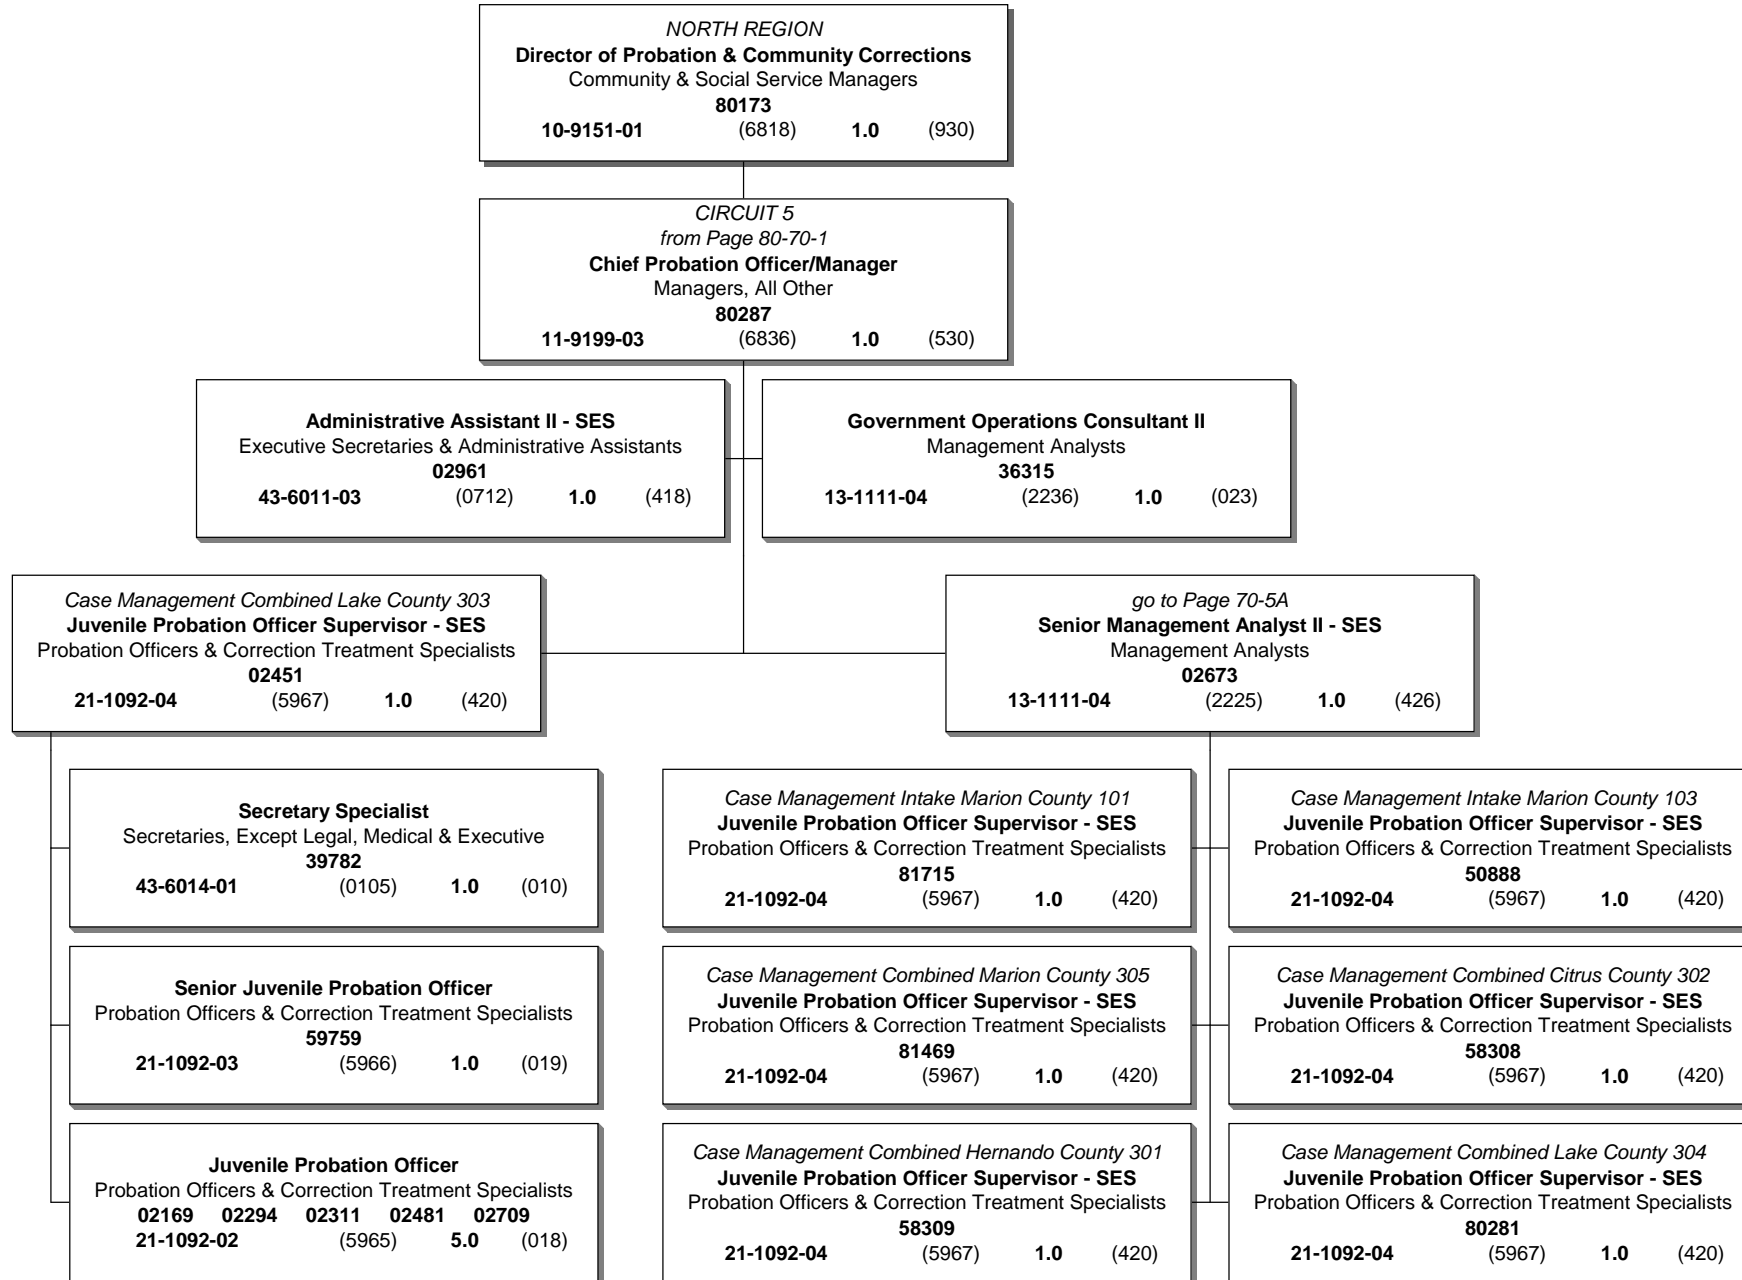 NORTH REGION
Director of Probation & Community Corrections
Community & Social Service Managers
80173
10-9151-01 (6818) 1.0 (930)
CIRCUIT 5
from Page 80-70-1
Chief Probation Officer/Manager
Managers, All Other
80287
11-9199-03 (6836) 1.0 (530)
Administrative Assistant II - SES
Executive Secretaries & Administrative Assistants
02961
43-6011-03 (0712) 1.0 (418)
Government Operations Consultant II
Management Analysts
36315
13-1111-04 (2236) 1.0 (023)
Case Management Combined Lake County 303
Juvenile Probation Officer Supervisor - SES
Probation Officers & Correction Treatment Specialists
02451
21-1092-04 (5967) 1.0 (420)
go to Page 70-5A
Senior Management Analyst II - SES
Management Analysts
02673
13-1111-04 (2225) 1.0 (426)
Secretary Specialist
Secretaries, Except Legal, Medical & Executive
39782
43-6014-01 (0105) 1.0 (010)
Senior Juvenile Probation Officer
Probation Officers & Correction Treatment Specialists
59759
21-1092-03 (5966) 1.0 (019)
Juvenile Probation Officer
Probation Officers & Correction Treatment Specialists
02169 02294 02311 02481 02709
21-1092-02 (5965) 5.0 (018)
Case Management Intake Marion County 101
Juvenile Probation Officer Supervisor - SES
Probation Officers & Correction Treatment Specialists
81715
21-1092-04 (5967) 1.0 (420)
Case Management Intake Marion County 103
Juvenile Probation Officer Supervisor - SES
Probation Officers & Correction Treatment Specialists
50888
21-1092-04 (5967) 1.0 (420)
Case Management Combined Marion County 305
Juvenile Probation Officer Supervisor - SES
Probation Officers & Correction Treatment Specialists
81469
21-1092-04 (5967) 1.0 (420)
Case Management Combined Citrus County 302
Juvenile Probation Officer Supervisor - SES
Probation Officers & Correction Treatment Specialists
58308
21-1092-04 (5967) 1.0 (420)
Case Management Combined Hernando County 301
Juvenile Probation Officer Supervisor - SES
Probation Officers & Correction Treatment Specialists
58309
21-1092-04 (5967) 1.0 (420)
Case Management Combined Lake County 304
Juvenile Probation Officer Supervisor - SES
Probation Officers & Correction Treatment Specialists
80281
21-1092-04 (5967) 1.0 (420)